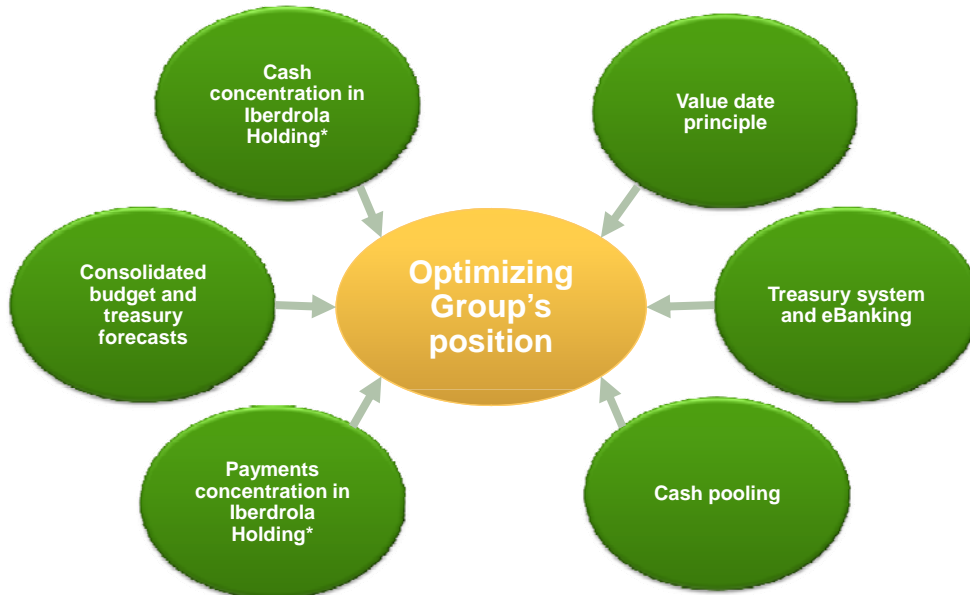 Cash
concentration in
Iberdrola
Holding*
Value date
principle
Consolidated
budget and
treasury
forecasts
Optimizing
Group's
position
Treasury system
and eBanking
Payments
concentration in
Iberdrola
Holding*
Cash pooling